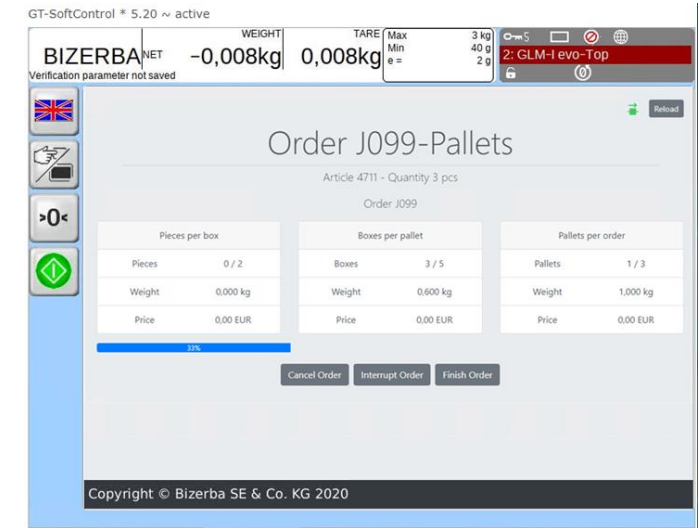 GT-SoftControl * 5.20 ~ active
WEIGHT TARE Max 3 kg 5
BIZERBA NET -0,008kg 0,008kg Min 40 g 2: GLM-I evo-Top
e = 2 g
Verification parameter not saved 0
Reload
Order J099-Pallets
Article 4711 - Quantity 3 pcs
>0<
Order J099
Pieces per box Boxes per pallet Pallets per order
Pieces 0 / 2 Boxes 3 / 5 Pallets 1 / 3
Weight 0,000 kg Weight 0,600 kg Weight 1,000 kg
Price 0,00 EUR Price 0,00 EUR Price 0,00 EUR
33%
Cancel Order Interrupt Order Finish Order
Copyright © Bizerba SE & Co. KG 2020